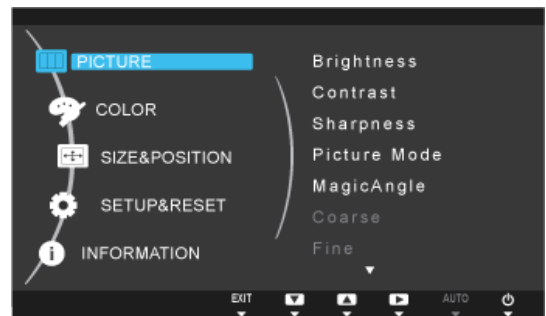 PICTURE
COLOR
SIZE&POSITION
SETUP&RESET
INFORMATION
Brightness
Contrast
Sharpness
Picture Mode
MagicAngle
Coarse
Fine
EXIT
AUTO